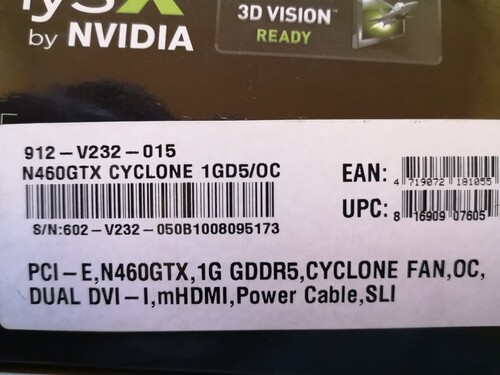 by NVIDIA
3D VISION™
READY
912-V232-015
N460GTX CYCLONE 1GD5/OC
S/N:602-V232-050B1008095173
EAN:
4 719072 181055
UPC:
8 16909 07605
PCI-E,N460GTX,1G GDDR5,CYCLONE FAN,OC,
DUAL DVI-I,mHDMI,Power Cable,SLI